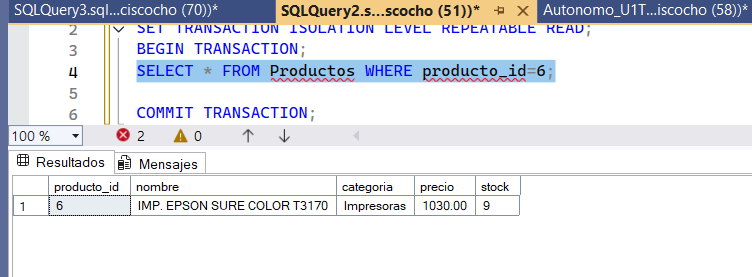 SQLQuery3.sql...ciscocho (70))* SQLQuery2.s...scocho (51))* Autonomo_U1T...iscocho (58))*
2 SET TRANSACTION ISOLATION LEVEL REPEATABLE READ;
3 BEGIN TRANSACTION;
4 SELECT * FROM Productos WHERE producto_id=6;
5
6 COMMIT TRANSACTION;
100 % 2 0
Resultados Mensajes
producto_id nombre categoria precio stock
1 6 IMP. EPSON SURE COLOR T3170 Impresoras 1030.00 9